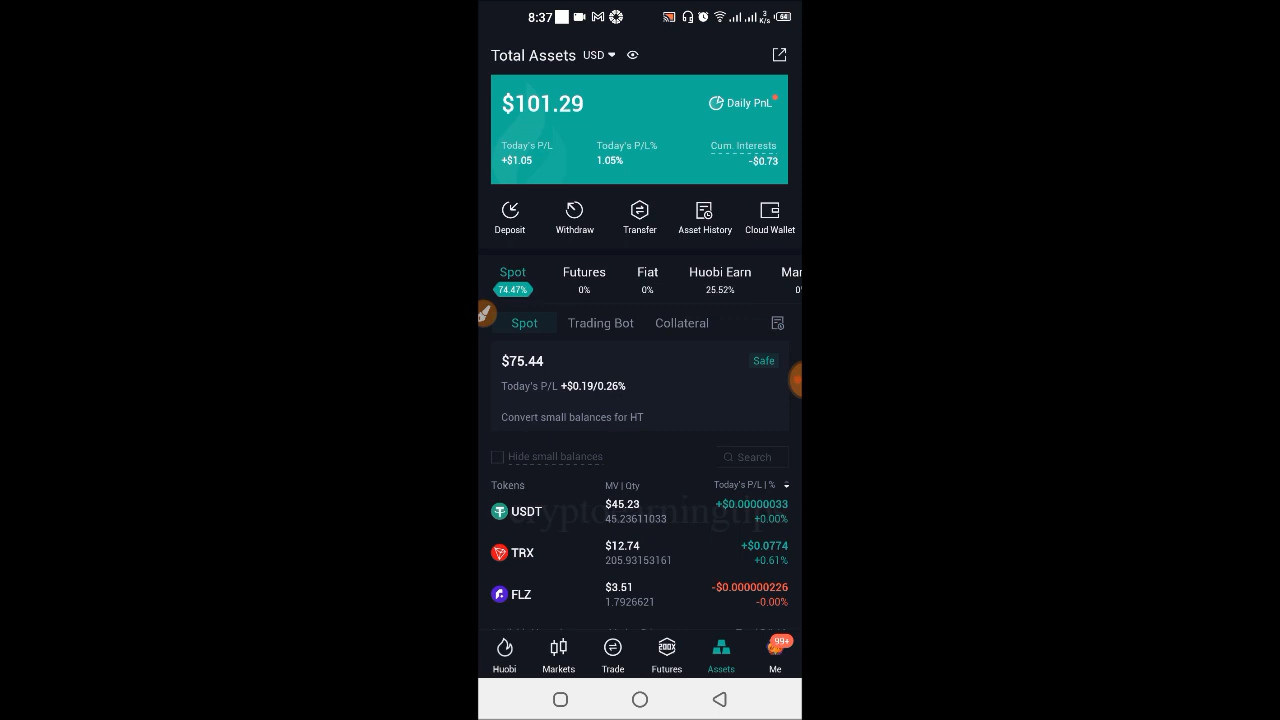 8:37 3 K/s 64
Total Assets USD
$101.29 Daily PnL
Today's P/L Today's P/L% Cum. Interests
+$1.05 1.05% -$0.73
Deposit Withdraw Transfer Asset History Cloud Wallet
Spot Futures Fiat Huobi Earn Mar
74.47% 0% 0% 25.52% 0%
Spot Trading Bot Collateral
$75.44 Safe
Today's P/L +$0.19/0.26%
Convert small balances for HT
Hide small balances Search
Tokens MV | Qty Today's P/L | %
USDT $45.23 +$0.00000033
45.23611033 +0.00%
TRX $12.74 +$0.0774
205.93153161 +0.61%
FLZ $3.51 -$0.000000226
1.7926621 -0.00%
200X 99+
Huobi Markets Trade Futures Assets Me